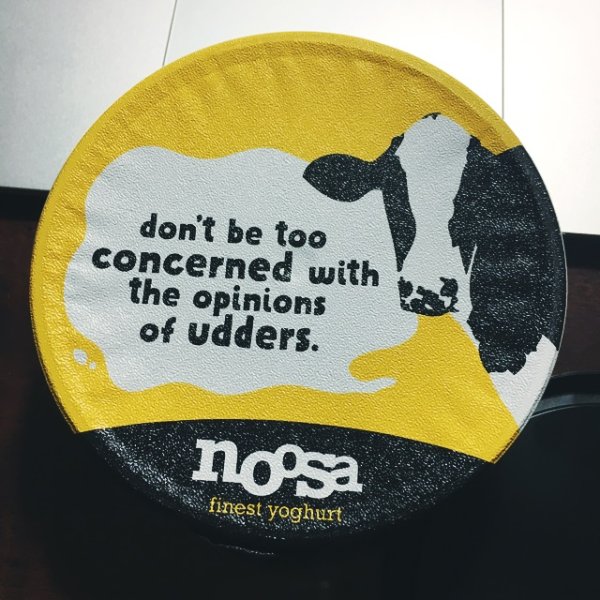 don't be too
concerned with
the opinions
of udders.
noosa
finest yoghurt